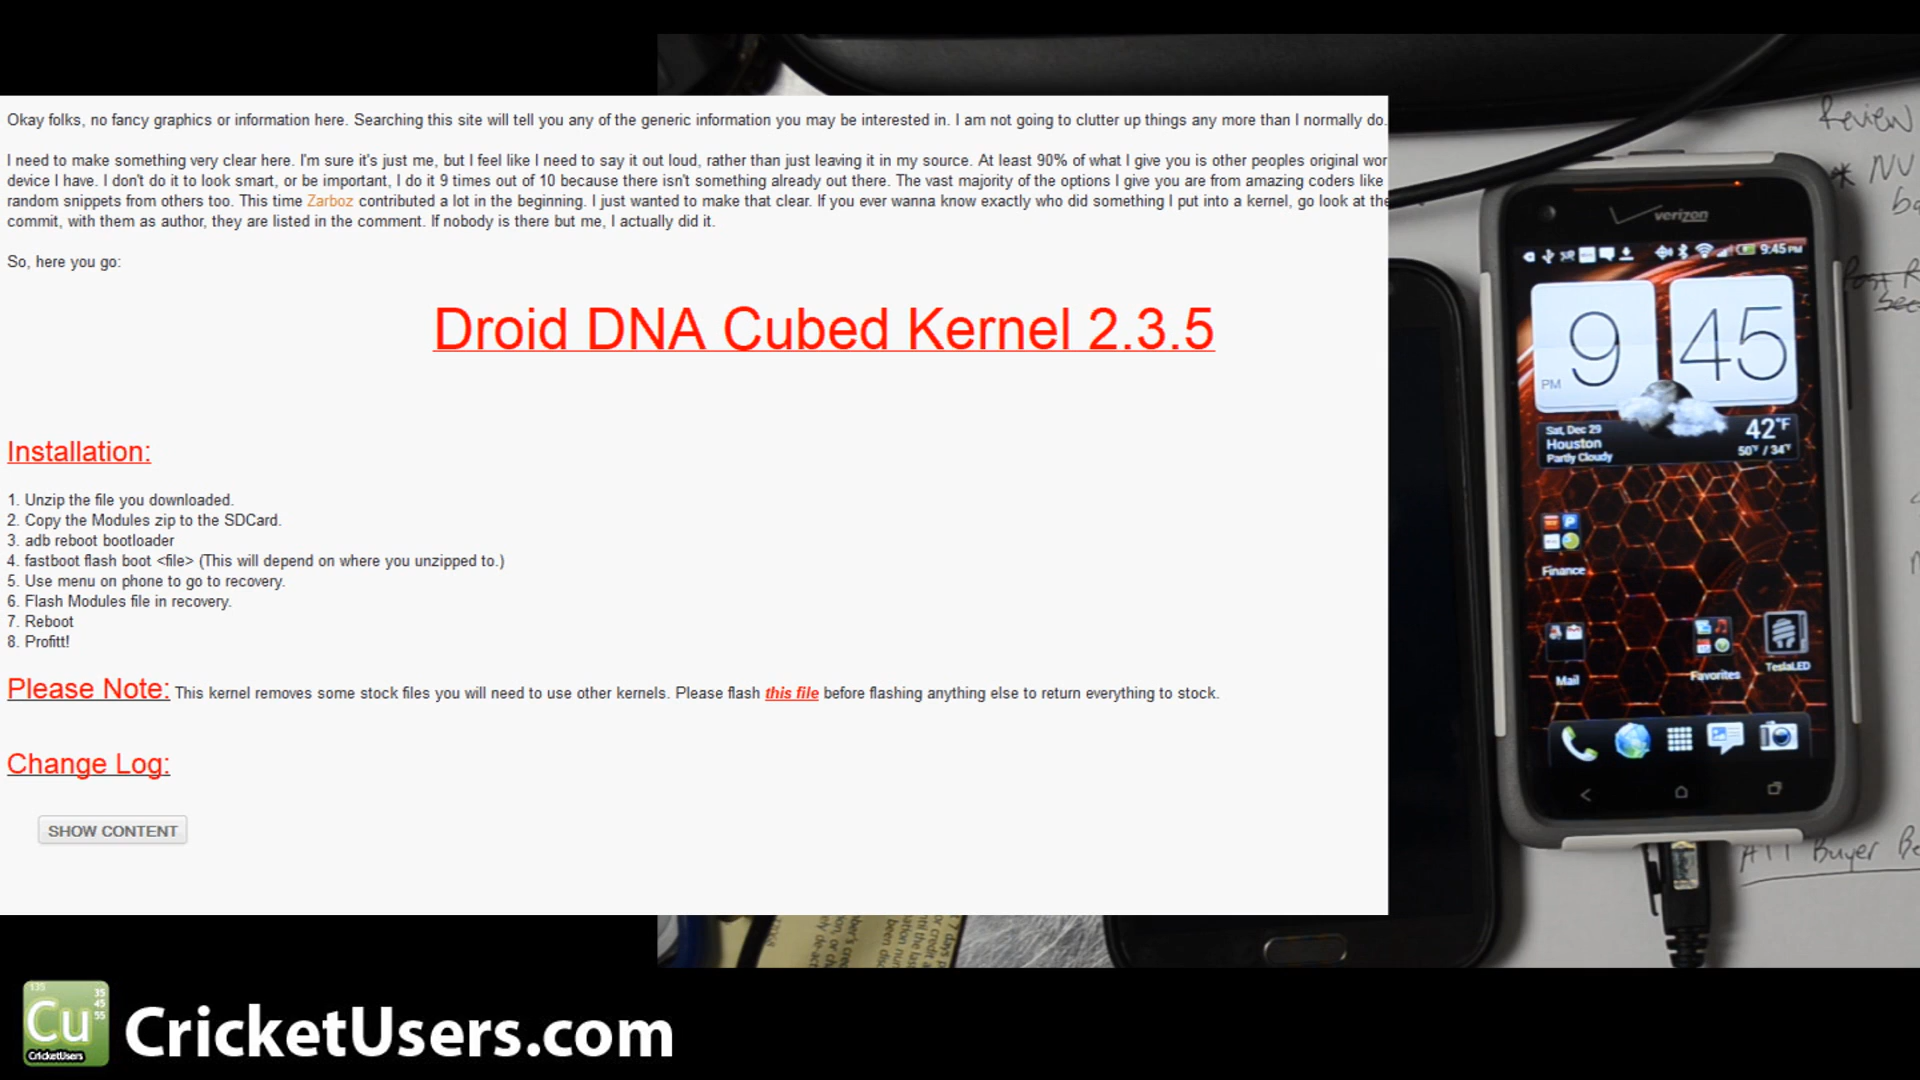 Okay folks, no fancy graphics or information here. Searching this site will tell you any of the generic information you may be interested in. I am not going to clutter up things any more than I normally do.
I need to make something very clear here. I'm sure it's just me, but I feel like I need to say it out loud, rather than just leaving it in my source. At least 90% of what I give you is other peoples original wor
device I have. I don't do it to look smart, or be important, I do it 9 times out of 10 because there isn't something already out there. The vast majority of the options I give you are from amazing coders like
random snippets from others too. This time Zarboz contributed a lot in the beginning. I just wanted to make that clear. If you ever wanna know exactly who did something I put into a kernel, go look at the
commit, with them as author, they are listed in the comment. If nobody is there but me, I actually did it.
So, here you go:
Droid DNA Cubed Kernel 2.3.5
Installation:
1. Unzip the file you downloaded.
2. Copy the Modules zip to the SDCard.
3. adb reboot bootloader
4. fastboot flash boot <file> (This will depend on where you unzipped to.)
5. Use menu on phone to go to recovery.
6. Flash Modules file in recovery.
7. Reboot
8. Profitt!
Please Note: This kernel removes some stock files you will need to use other kernels. Please flash this file before flashing anything else to return everything to stock.
Change Log:
SHOW CONTENT
Review
* NV
verizon
9:45 PM
9 45
PM
Sat, Dec 29
Houston
Partly Cloudy
42°F
50° / 34°
Finance
Mail
Favorites
TeslaLED
ATT Buyer Be
135
35
45
55
Cu
CricketUsers
CricketUsers.com